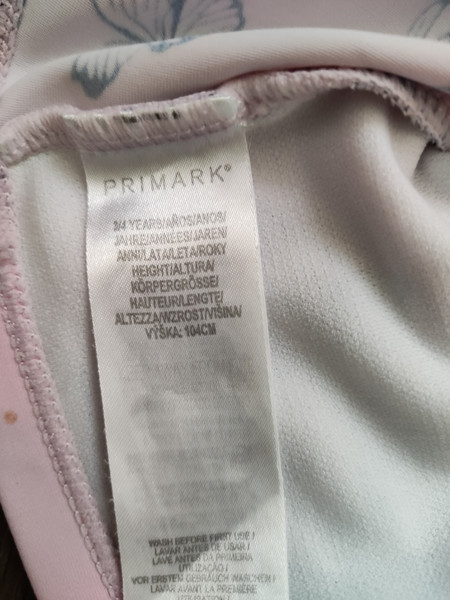 PRIMARK®
3/4 YEARS/AÑOS/ANOS/
JAHRE/ANNÉES/JAREN/
ANNI/LATA/LETA/ROKY
HEIGHT/ALTURA/
KÖRPERGRÖSSE/
HAUTEUR/LENGTE/
ALTEZZA/WZROST/VIŠINA/
VÝŠKA: 104CM
WASH BEFORE FIRST USE /
LAVAR ANTES DE USAR /
LAVE ANTES DA PRIMEIRA
UTILIZAÇÃO /
VOR ERSTEM GEBRAUCH WASCHEN /
LAVER AVANT LA PREMIÈRE
UTILISATION /